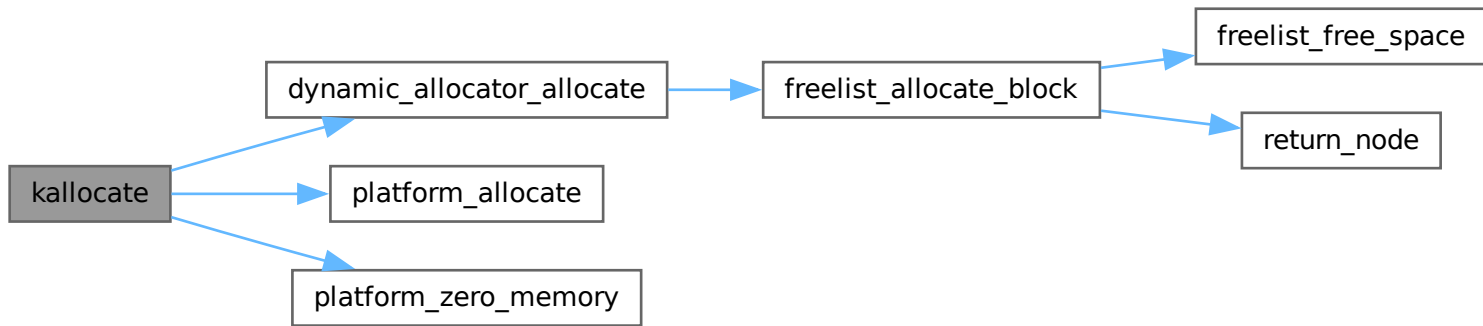 kallocate
dynamic_allocator_allocate
platform_allocate
platform_zero_memory
freelist_allocate_block
freelist_free_space
return_node